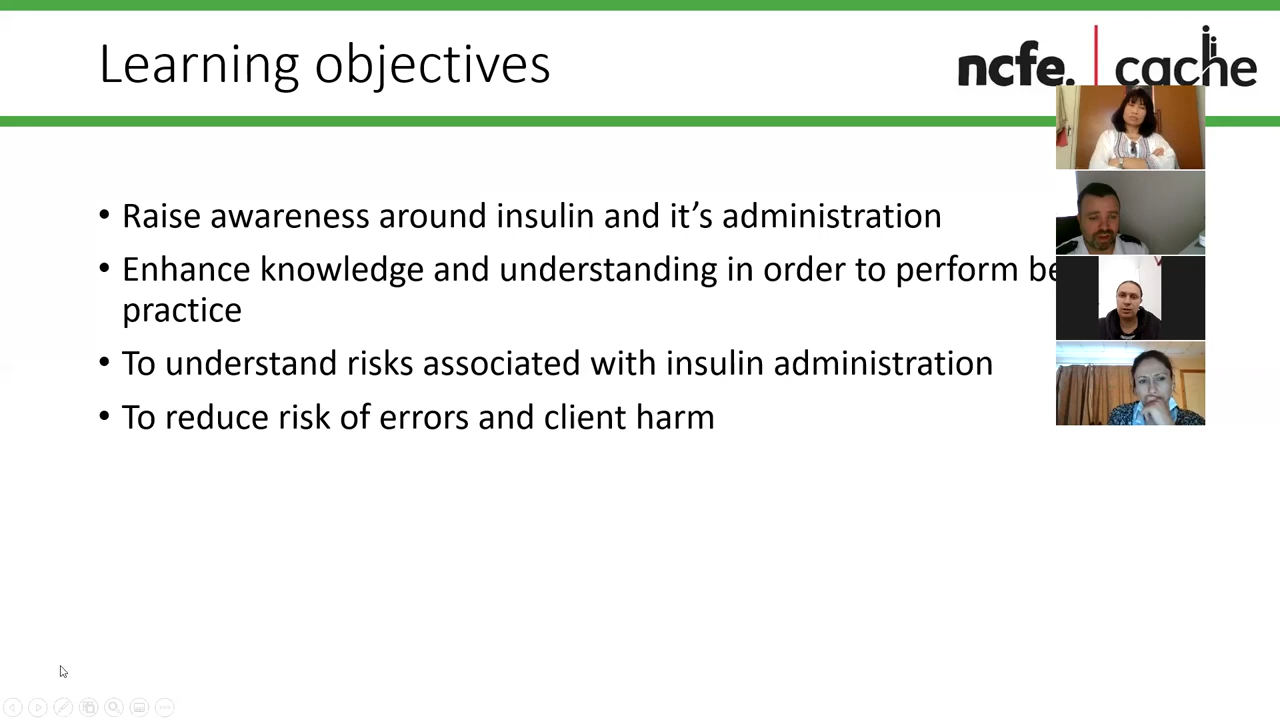 Learning objectives
ncfe. cache
• Raise awareness around insulin and it’s administration
• Enhance knowledge and understanding in order to perform
practice
• To understand risks associated with insulin administration
• To reduce risk of errors and client harm